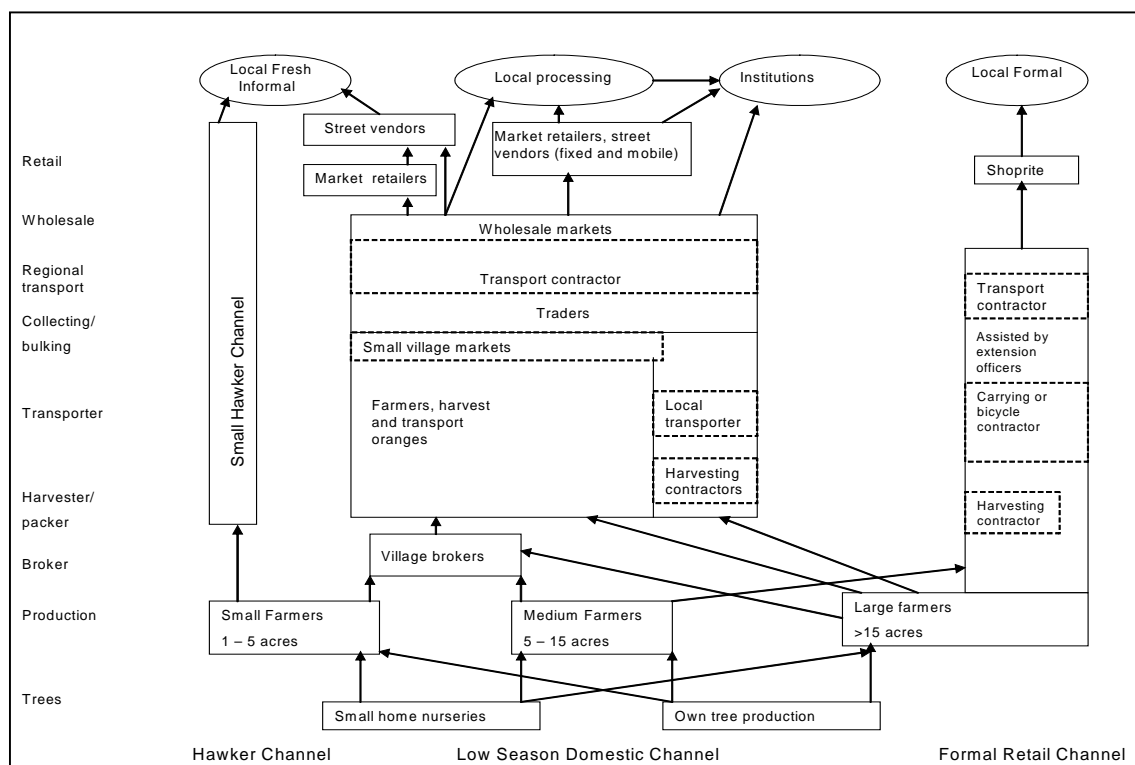 Local Fresh
Informal
Local processing
Institutions
Local Formal
Street vendors
Market retailers, street
vendors (fixed and mobile)
Retail
Market retailers
Shoprite
Wholesale
Wholesale markets
Regional
transport
Transport contractor
Transport
contractor
Collecting/
bulking
Traders
Small village markets
Assisted by
extension
officers
Small Hawker Channel
Transporter
Farmers, harvest
and transport
oranges
Local
transporter
Carrying or
bicycle
contractor
Harvester/
packer
Harvesting
contractors
Harvesting
contractor
Broker
Village brokers
Production
Small Farmers
1 – 5 acres
Medium Farmers
5 – 15 acres
Large farmers
>15 acres
Trees
Small home nurseries
Own tree production
Hawker Channel
Low Season Domestic Channel
Formal Retail Channel